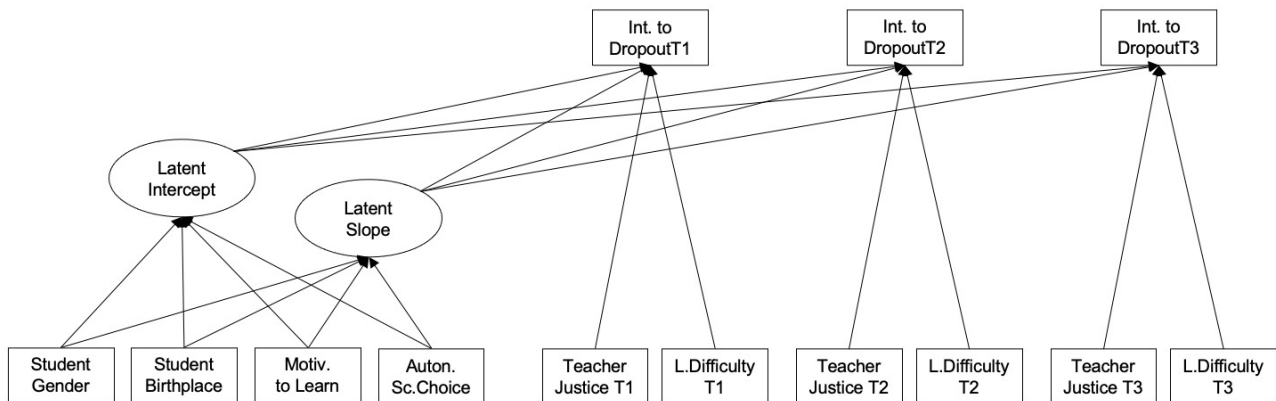 Int. to
DropoutT1
Int. to
DropoutT2
Int. to
DropoutT3
Latent
Intercept
Latent
Slope
Student
Gender
Student
Birthplace
Motiv.
to Learn
Auton.
Sc.Choice
Teacher
Justice T1
L.Difficulty
T1
Teacher
Justice T2
L.Difficulty
T2
Teacher
Justice T3
L.Difficulty
T3